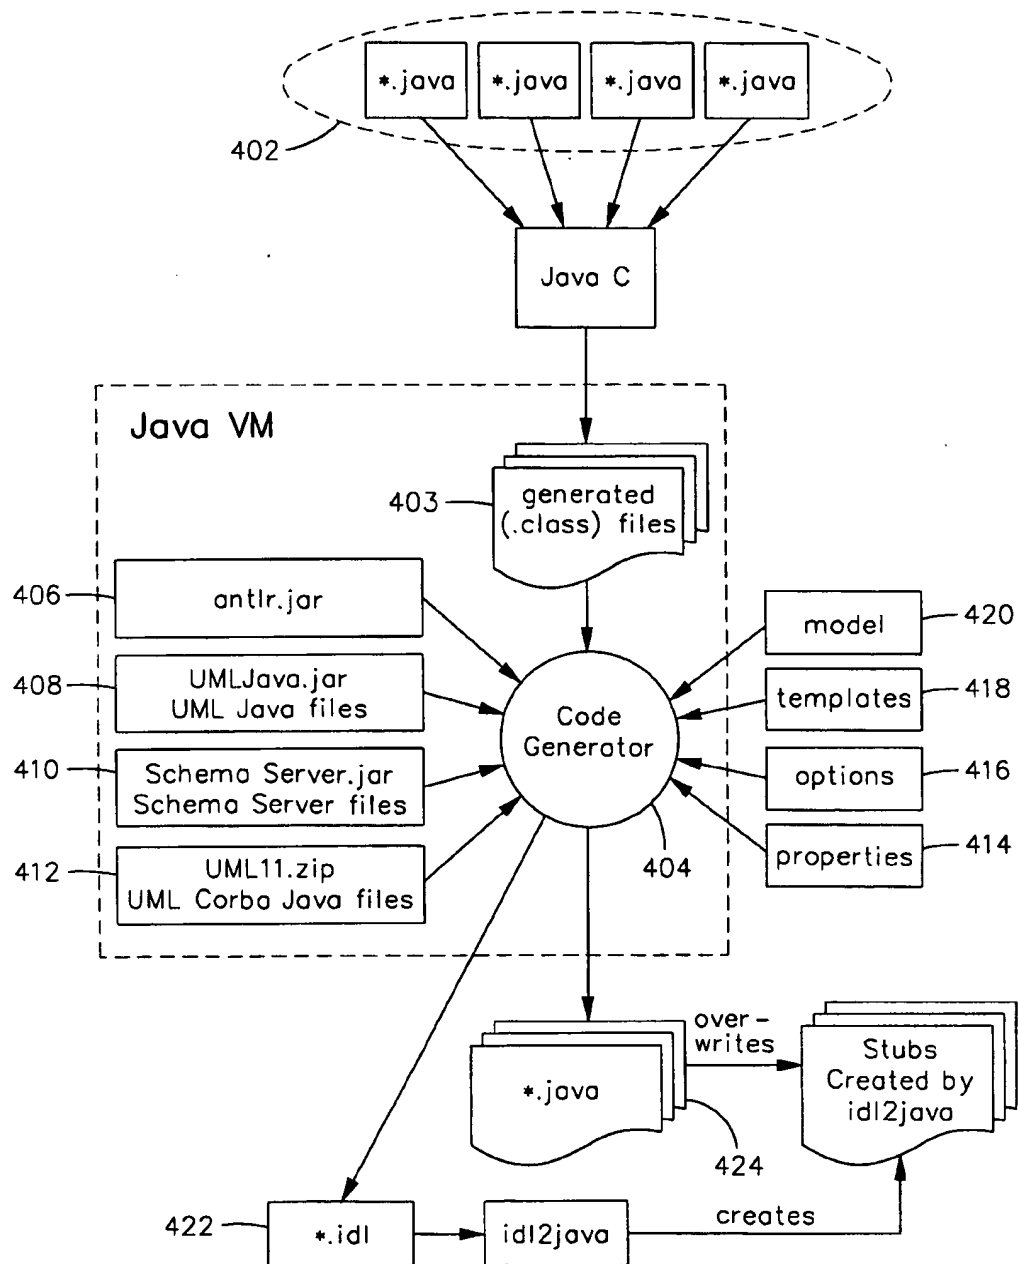 *.java
*.java
*.java
*.java
402
Java C
Java VM
403
generated
(.class) files
406
antlr.jar
408
UMLJava.jar
UML Java files
410
Schema Server.jar
Schema Server files
412
UML11.zip
UML Corba Java files
Code
Generator
404
model
420
templates
418
options
416
properties
414
*.java
424
over-
writes
Stubs
Created by
idl2java
422
*.idl
idl2java
creates